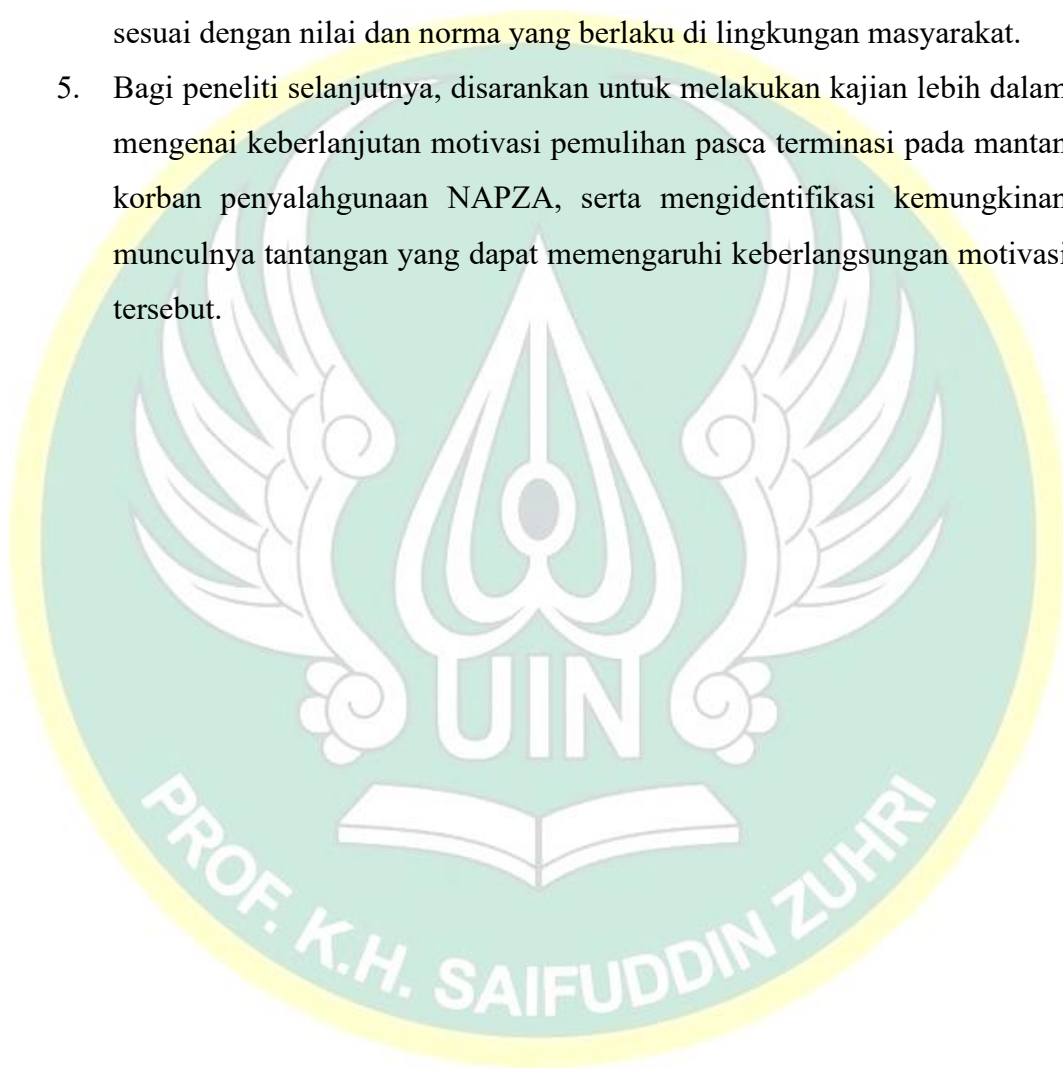 sesuai dengan nilai dan norma yang berlaku di lingkungan masyarakat.
5. Bagi peneliti selanjutnya, disarankan untuk melakukan kajian lebih dalam
mengenai keberlanjutan motivasi pemulihan pasca terminasi pada mantan
korban penyalahgunaan NAPZA, serta mengidentifikasi kemungkinan
munculnya tantangan yang dapat memengaruhi keberlangsungan motivasi
tersebut.
UIN
PROF. K.H. SAIFUDDIN ZUHRI